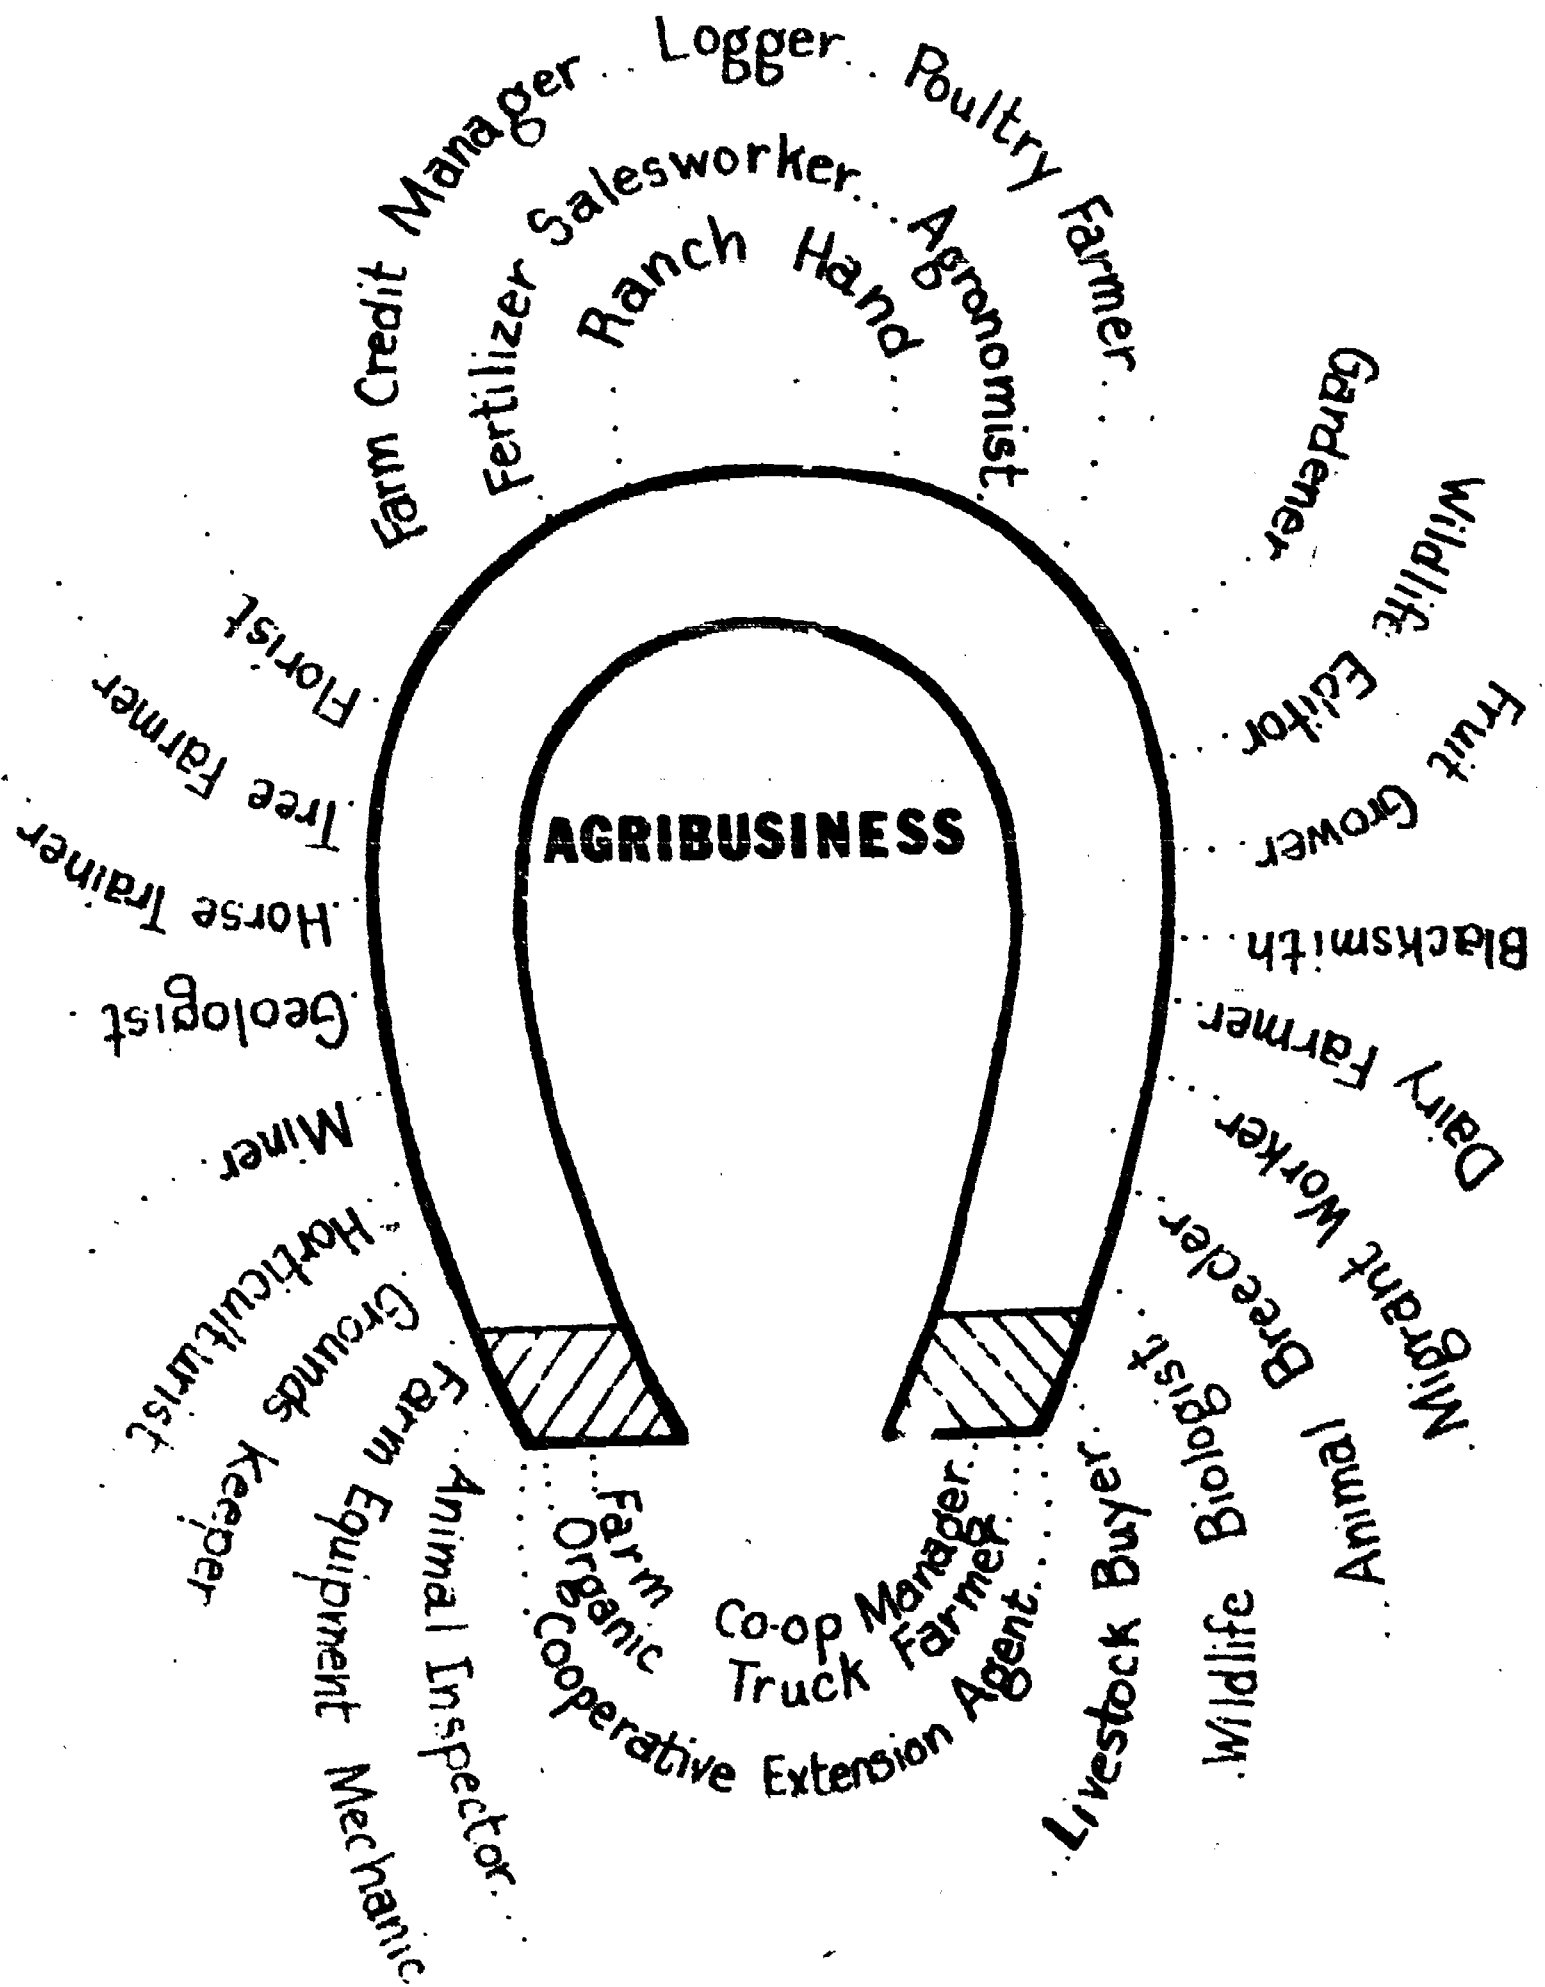 Farm Credit Manager
Logger
Poultry Farmer
Fertilizer Salesworker
Agronomist
Ranch Hand
Gardener
Wildlife Editor
Fruit Grower
Blacksmith
Dairy Farmer
Migrant Worker
Animal Breeder
Wildlife Biologist
Livestock Buyer
Florist
Tree Farmer
Horse Trainer
Geologist
Miner
Horticulturist
Grounds Keeper
Farm Equipment Mechanic
Animal Inspector
AGRIBUSINESS
Farm Co-op Manager
Organic Truck Farmer
Cooperative Extension Agent